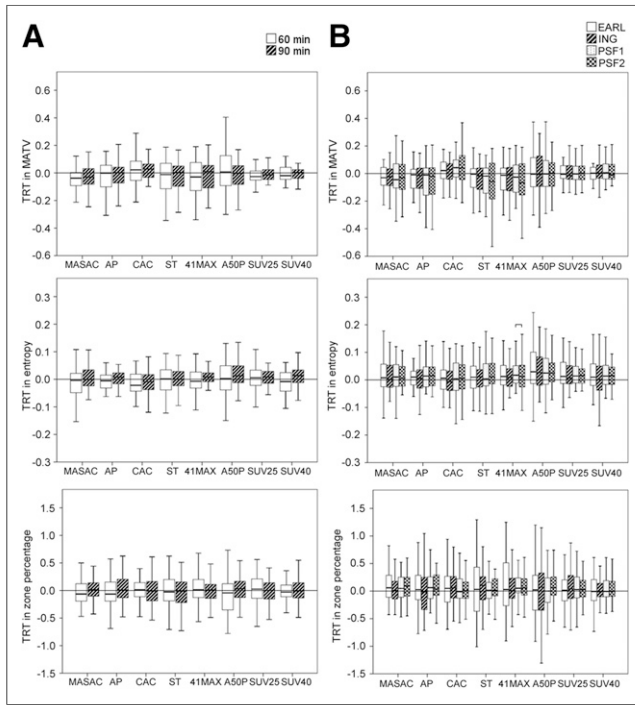 A
60 min
90 min
B
EARL
ING
PSF1
PSF2
TRT in MATV
0.6
0.4
0.2
0.0
-0.2
-0.4
-0.6
MASAC AP CAC ST 41MAX A50P SUV25 SUV40
TRT in MATV
0.6
0.4
0.2
0.0
-0.2
-0.4
-0.6
MASAC AP CAC ST 41MAX A50P SUV25 SUV40
TRT in entropy
0.3
0.2
0.1
0.0
-0.1
-0.2
-0.3
MASAC AP CAC ST 41MAX A50P SUV25 SUV40
TRT in entropy
0.3
0.2
0.1
0.0
-0.1
-0.2
-0.3
MASAC AP CAC ST 41MAX A50P SUV25 SUV40
TRT in zone percentage
1.5
1.0
0.5
0.0
-0.5
-1.0
-1.5
MASAC AP CAC ST 41MAX A50P SUV25 SUV40
TRT in zone percentage
1.5
1.0
0.5
0.0
-0.5
-1.0
-1.5
MASAC AP CAC ST 41MAX A50P SUV25 SUV40